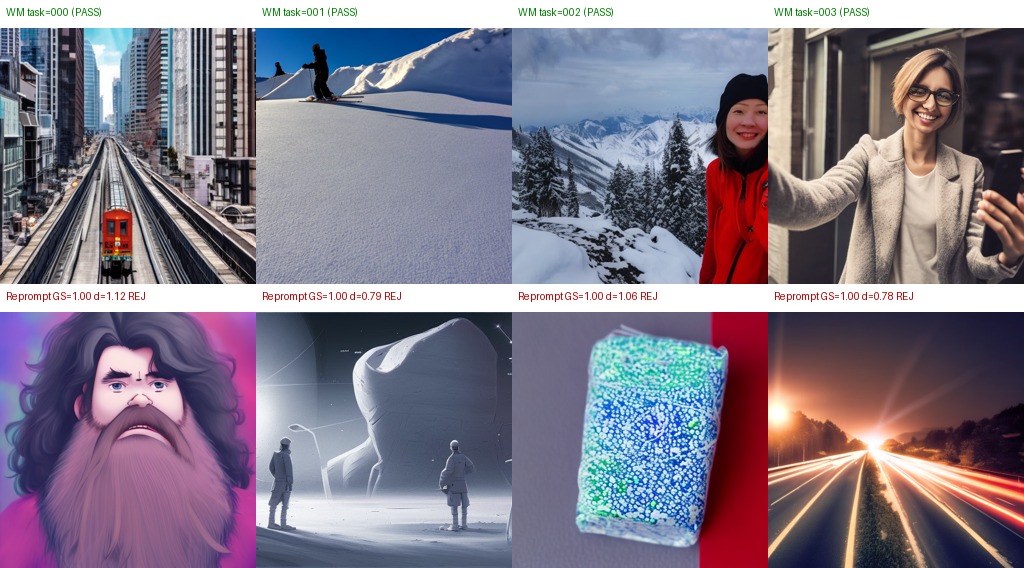 WM task=000 (PASS)
WM task=001 (PASS)
WM task=002 (PASS)
WM task=003 (PASS)
Reprompt GS=1.00 d=1.12 REJ
Reprompt GS=1.00 d=0.79 REJ
Reprompt GS=1.00 d=1.06 REJ
Reprompt GS=1.00 d=0.78 REJ